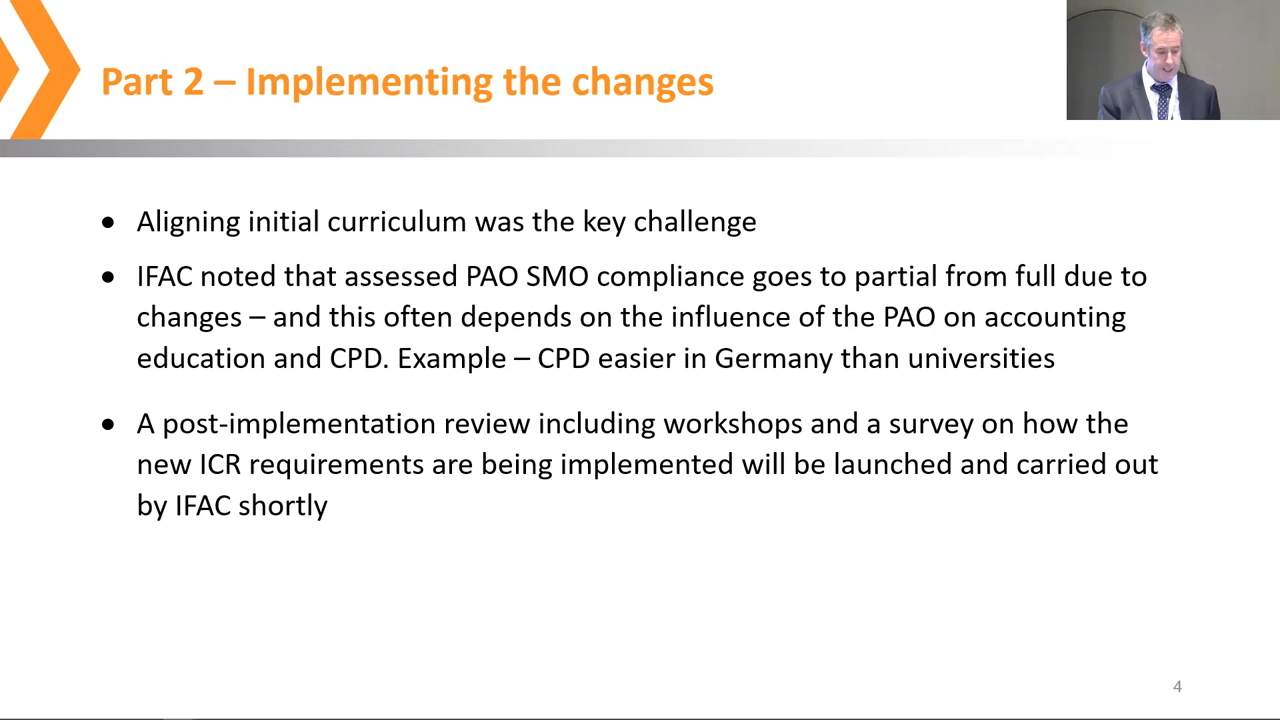 Part 2 – Implementing the changes
● Aligning initial curriculum was the key challenge
● IFAC noted that assessed PAO SMO compliance goes to partial from full due to
changes – and this often depends on the influence of the PAO on accounting
education and CPD. Example – CPD easier in Germany than universities
● A post-implementation review including workshops and a survey on how the
new ICR requirements are being implemented will be launched and carried out
by IFAC shortly
4